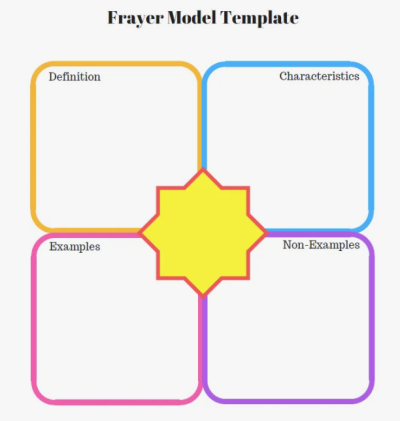 Frayer Model Template
Definition
Characteristics
Examples
Non-Examples